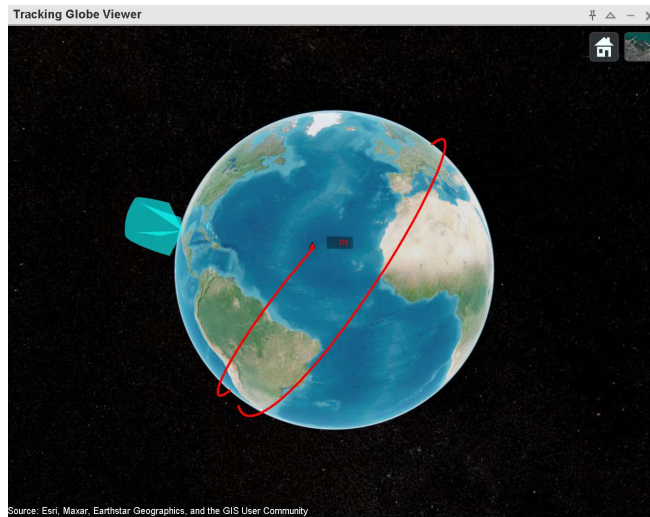 Tracking Globe Viewer
P1
Source: Esri, Maxar, Earthstar Geographics, and the GIS User Community